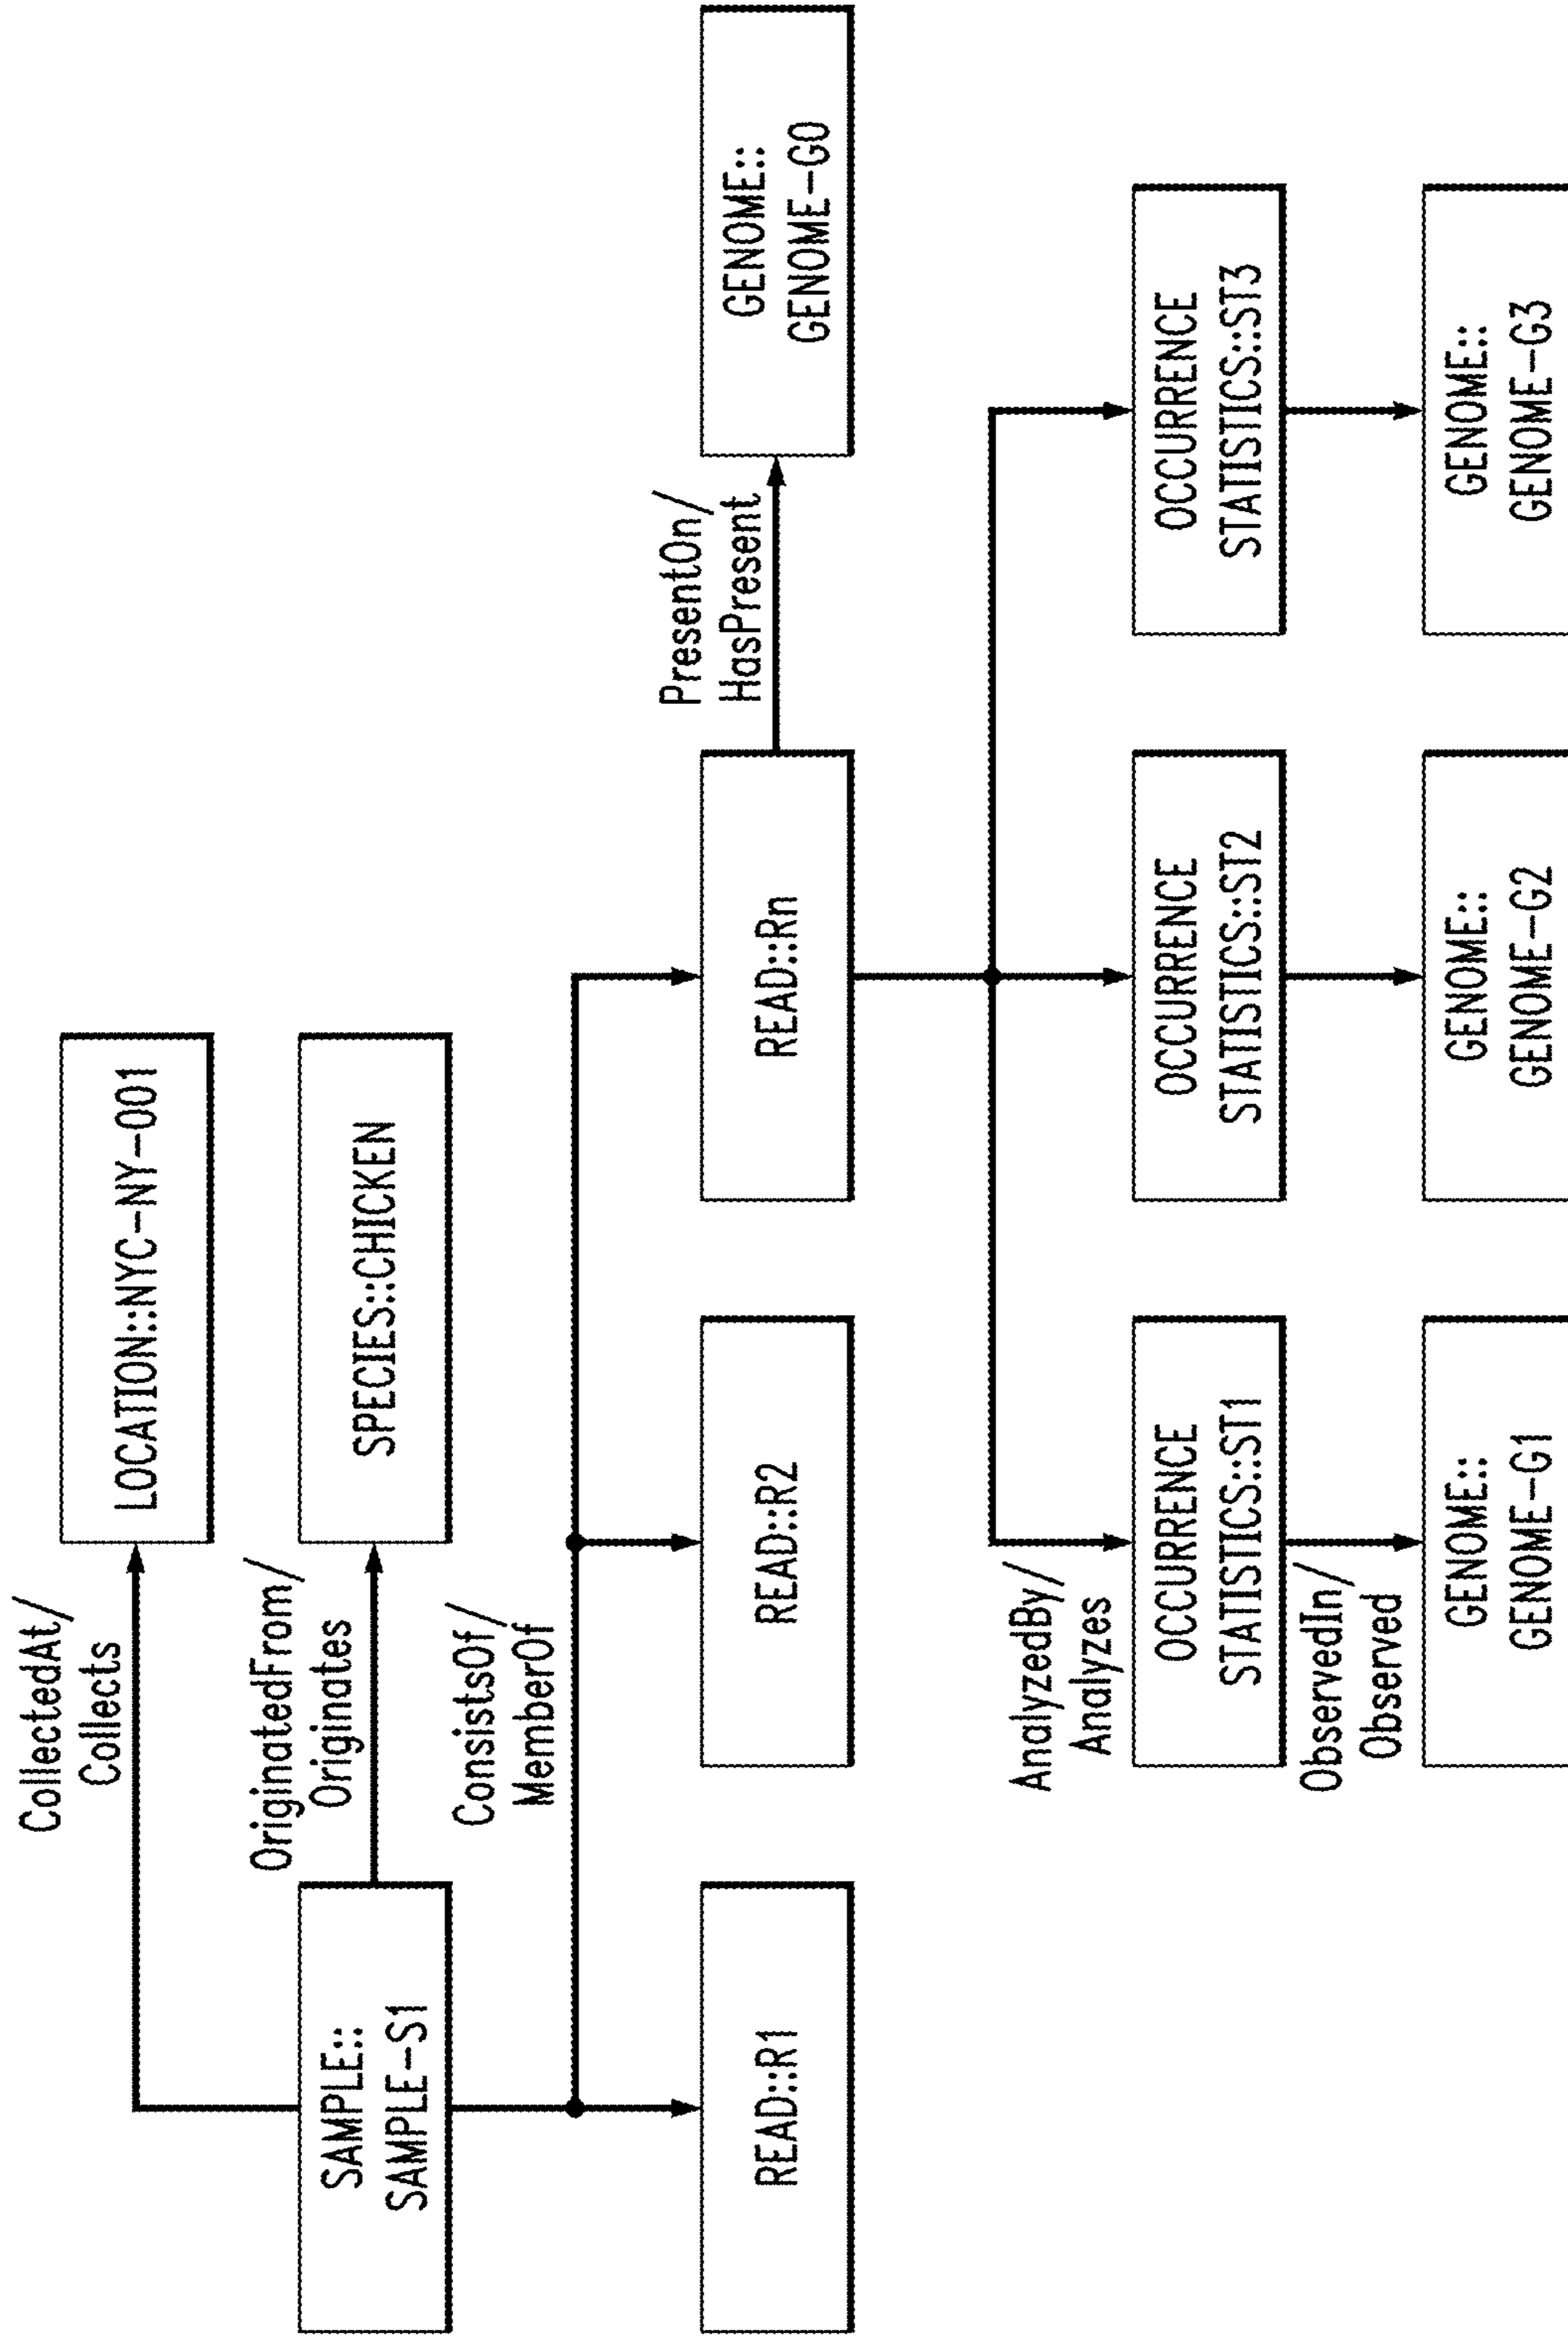 CollectedAt/
Collects
LOCATION::NYC-NY-001
SAMPLE::
SAMPLE-S1
OriginatedFrom/
Originates
SPECIES::CHICKEN
ConsistsOf/
MemberOf
READ::R1
READ::R2
READ::Rn
PresentOn/
HasPresent
GENOME::
GENOME-G0
AnalyzedBy/
Analyzes
OCCURRENCE
STATISTICS::ST1
OCCURRENCE
STATISTICS::ST2
OCCURRENCE
STATISTICS::ST3
ObservedIn/
Observed
GENOME::
GENOME-G1
GENOME::
GENOME-G2
GENOME::
GENOME-G3